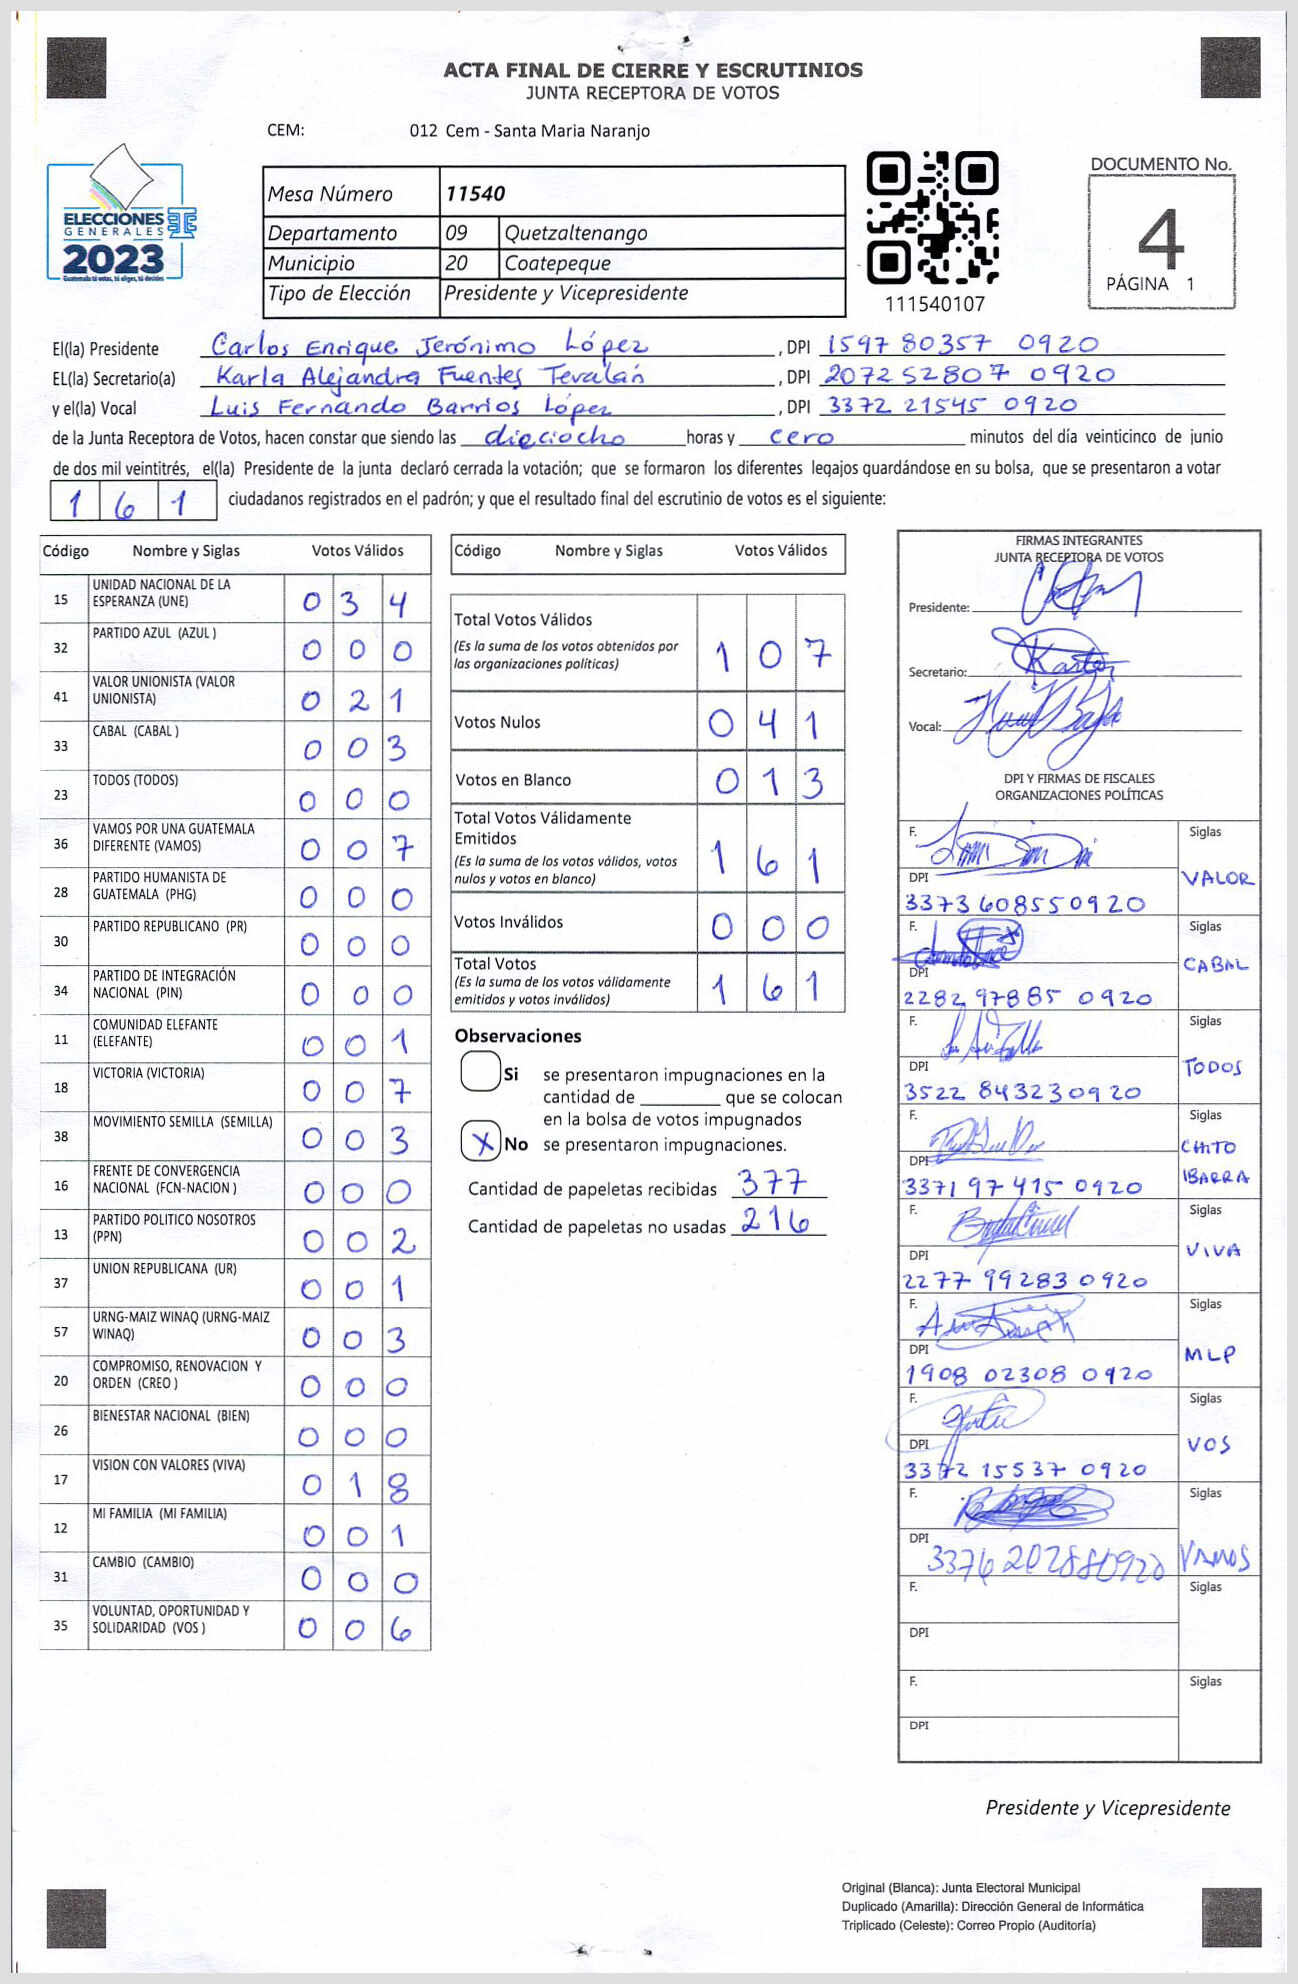 ACTA FINAL DE CIERRE Y ESCRUTINIOS
JUNTA RECEPTORA DE VOTOS
CEM: 012 Cem - Santa Maria Naranjo
ELECCIONES
GENERALES
2023
Guatemala tú votas, tú eliges, tú decides
Mesa Número 11540
Departamento 09 Quetzaltenango
Municipio 20 Coatepeque
Tipo de Elección Presidente y Vicepresidente
111540107
DOCUMENTO No.
4
PÁGINA 1
El(la) Presidente Carlos Enrique Jerónimo López , DPI 1597 80357 0920
EL(la) Secretario(a) Karla Alejandra Fuentes Tevalán , DPI 2072 52807 0920
y el(la) Vocal Luis Fernando Barrios López , DPI 3372 21545 0920
de la Junta Receptora de Votos, hacen constar que siendo las dieciocho horas y cero minutos del día veinticinco de junio
de dos mil veintitrés, el(la) Presidente de la junta declaró cerrada la votación; que se formaron los diferentes legajos guardándose en su bolsa, que se presentaron a votar
1 6 1 ciudadanos registrados en el padrón; y que el resultado final del escrutinio de votos es el siguiente:
Código Nombre y Siglas Votos Válidos
15 UNIDAD NACIONAL DE LA ESPERANZA (UNE) 0 3 4
32 PARTIDO AZUL (AZUL ) 0 0 0
41 VALOR UNIONISTA (VALOR UNIONISTA) 0 2 1
33 CABAL (CABAL ) 0 0 3
23 TODOS (TODOS) 0 0 0
36 VAMOS POR UNA GUATEMALA DIFERENTE (VAMOS) 0 0 7
28 PARTIDO HUMANISTA DE GUATEMALA (PHG) 0 0 0
30 PARTIDO REPUBLICANO (PR) 0 0 0
34 PARTIDO DE INTEGRACIÓN NACIONAL (PIN) 0 0 0
11 COMUNIDAD ELEFANTE (ELEFANTE) 0 0 1
18 VICTORIA (VICTORIA) 0 0 7
38 MOVIMIENTO SEMILLA (SEMILLA) 0 0 3
16 FRENTE DE CONVERGENCIA NACIONAL (FCN-NACION ) 0 0 0
13 PARTIDO POLITICO NOSOTROS (PPN) 0 0 2
37 UNION REPUBLICANA (UR) 0 0 1
57 URNG-MAIZ WINAQ (URNG-MAIZ WINAQ) 0 0 3
20 COMPROMISO, RENOVACION Y ORDEN (CREO ) 0 0 0
26 BIENESTAR NACIONAL (BIEN) 0 0 0
17 VISION CON VALORES (VIVA) 0 1 8
12 MI FAMILIA (MI FAMILIA) 0 0 1
31 CAMBIO (CAMBIO) 0 0 0
35 VOLUNTAD, OPORTUNIDAD Y SOLIDARIDAD (VOS ) 0 0 6
Código Nombre y Siglas Votos Válidos
Total Votos Válidos 1 0 7
(Es la suma de los votos obtenidos por
las organizaciones políticas)
Votos Nulos 0 4 1
Votos en Blanco 0 1 3
Total Votos Válidamente
Emitidos 1 6 1
(Es la suma de los votos válidos, votos
nulos y votos en blanco)
Votos Inválidos 0 0 0
Total Votos 1 6 1
(Es la suma de los votos válidamente
emitidos y votos inválidos)
Observaciones
Si se presentaron impugnaciones en la
cantidad de ________ que se colocan
en la bolsa de votos impugnados
X No se presentaron impugnaciones.
Cantidad de papeletas recibidas 377
Cantidad de papeletas no usadas 216
FIRMAS INTEGRANTES
JUNTA RECEPTORA DE VOTOS
Presidente:
Secretario:
Vocal:
DPI Y FIRMAS DE FISCALES
ORGANIZACIONES POLÍTICAS
F. Siglas
DPI VALOR
3373 60855 0920
F. Siglas
DPI CABAL
2282 97885 0920
F. Siglas
DPI TODOS
3522 84323 0920
F. Siglas
DPI CHITO IBARRA
3371 97415 0920
F. Siglas
DPI VIVA
2277 99283 0920
F. Siglas
DPI MLP
1908 02308 0920
F. Siglas
DPI VOS
3372 15537 0920
F. Siglas
DPI VAMOS
3376 20288 0920
F. Siglas
DPI
F. Siglas
DPI
Presidente y Vicepresidente
Original (Blanca): Junta Electoral Municipal
Duplicado (Amarilla): Dirección General de Informática
Triplicado (Celeste): Correo Propio (Auditoría)